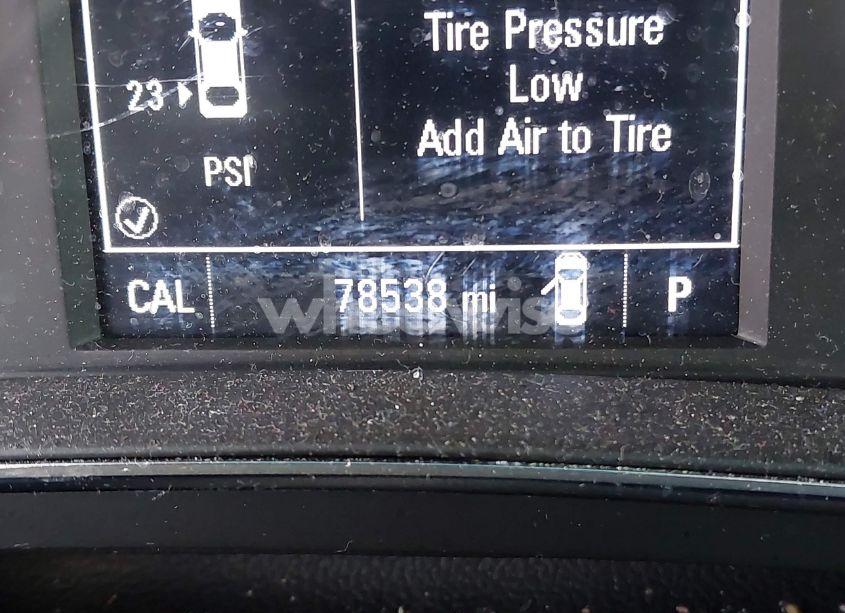 Tire Pressure
Low
Add Air to Tire
23
PSI
CAL 78538 mi P